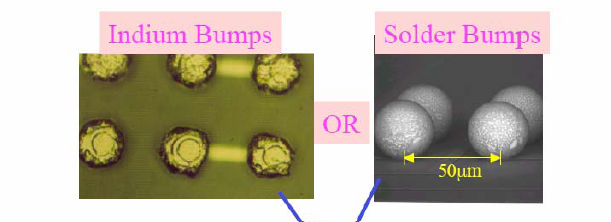 Indium Bumps
Solder Bumps
OR
50µm